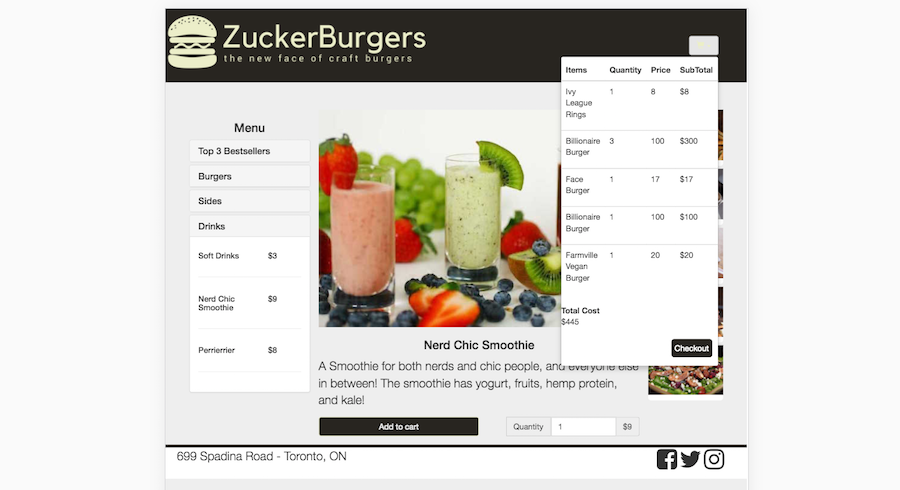 ZuckerBurgers
the new face of craft burgers
Items Quantity Price SubTotal
Ivy League Rings 1 8 $8
Billionaire Burger 3 100 $300
Face Burger 1 17 $17
Billionaire Burger 1 100 $100
Farmville Vegan Burger 1 20 $20
Total Cost
$445
Checkout
Menu
Top 3 Bestsellers
Burgers
Sides
Drinks
Soft Drinks $3
Nerd Chic Smoothie $9
Perrierrier $8
Nerd Chic Smoothie
A Smoothie for both nerds and chic people, and everyone else
in between! The smoothie has yogurt, fruits, hemp protein,
and kale!
Add to cart
Quantity 1 $9
699 Spadina Road - Toronto, ON